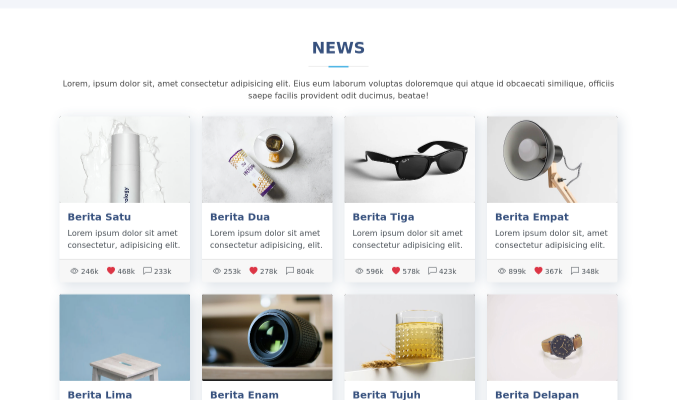 NEWS
Lorem, ipsum dolor sit, amet consectetur adipisicing elit. Eius eum laborum voluptas doloremque qui atque id obcaecati similique, officiis
saepe facilis provident odit ducimus, beatae!
Berita Satu
Lorem ipsum dolor sit amet
consectetur, adipisicing elit.
246k 468k 233k
Berita Dua
Lorem ipsum dolor sit amet
consectetur adipisicing, elit.
253k 278k 804k
Berita Tiga
Lorem ipsum dolor sit amet
consectetur adipisicing elit.
596k 578k 423k
Berita Empat
Lorem ipsum dolor sit, amet
consectetur adipisicing elit.
899k 367k 348k
Berita Lima
Berita Enam
Berita Tujuh
Berita Delapan